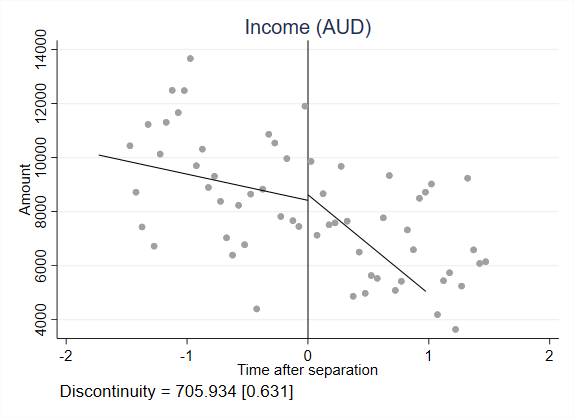 Income (AUD)
14000
12000
10000
8000
6000
4000
Amount
-2 -1 0 1 2
Time after separation
Discontinuity = 705.934 [0.631]